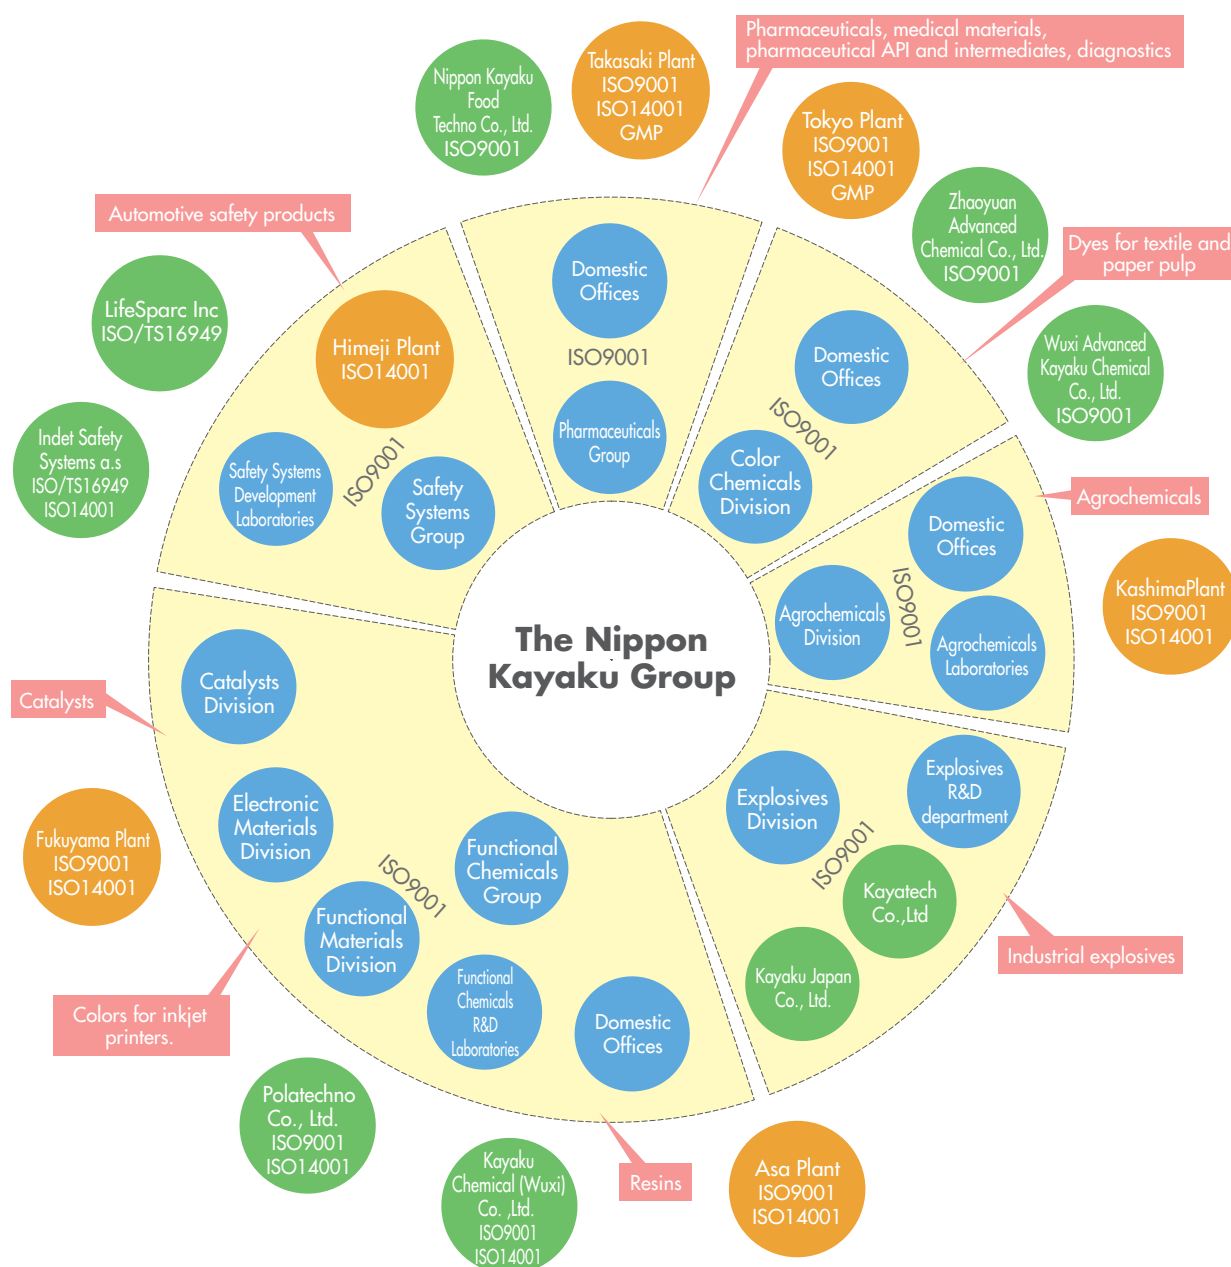 Pharmaceuticals, medical materials,
pharmaceutical API and intermediates, diagnostics
Nippon Kayaku
Food
Techno Co., Ltd.
ISO9001
Takasaki Plant
ISO9001
ISO14001
GMP
Tokyo Plant
ISO9001
ISO14001
GMP
Zhaoyuan
Advanced
Chemical Co., Ltd.
ISO9001
Dyes for textile and
paper pulp
Wuxi Advanced
Kayaku Chemical
Co., Ltd.
ISO9001
Automotive safety products
LifeSparc Inc
ISO/TS16949
Indet Safety
Systems a.s
ISO/TS16949
ISO14001
Himeji Plant
ISO14001
Safety Systems
Development
Laboratories
ISO9001
Safety
Systems
Group
Domestic
Offices
ISO9001
Pharmaceuticals
Group
Domestic
Offices
ISO9001
Color
Chemicals
Division
Agrochemicals
Domestic
Offices
ISO9001
Agrochemicals
Division
Agrochemicals
Laboratories
KashimaPlant
ISO9001
ISO14001
The Nippon
Kayaku Group
Catalysts
Catalysts
Division
Electronic
Materials
Division
Functional
Chemicals
Group
ISO9001
Functional
Materials
Division
Functional
Chemicals
R&D
Laboratories
Domestic
Offices
Explosives
Division
Explosives
R&D
department
ISO9001
Kayatech
Co.,Ltd
Kayaku Japan
Co., Ltd.
Industrial explosives
Fukuyama Plant
ISO9001
ISO14001
Colors for inkjet
printers.
Polatechno
Co., Ltd.
ISO9001
ISO14001
Kayaku
Chemical (Wuxi)
Co. ,Ltd.
ISO9001
ISO14001
Resins
Asa Plant
ISO9001
ISO14001